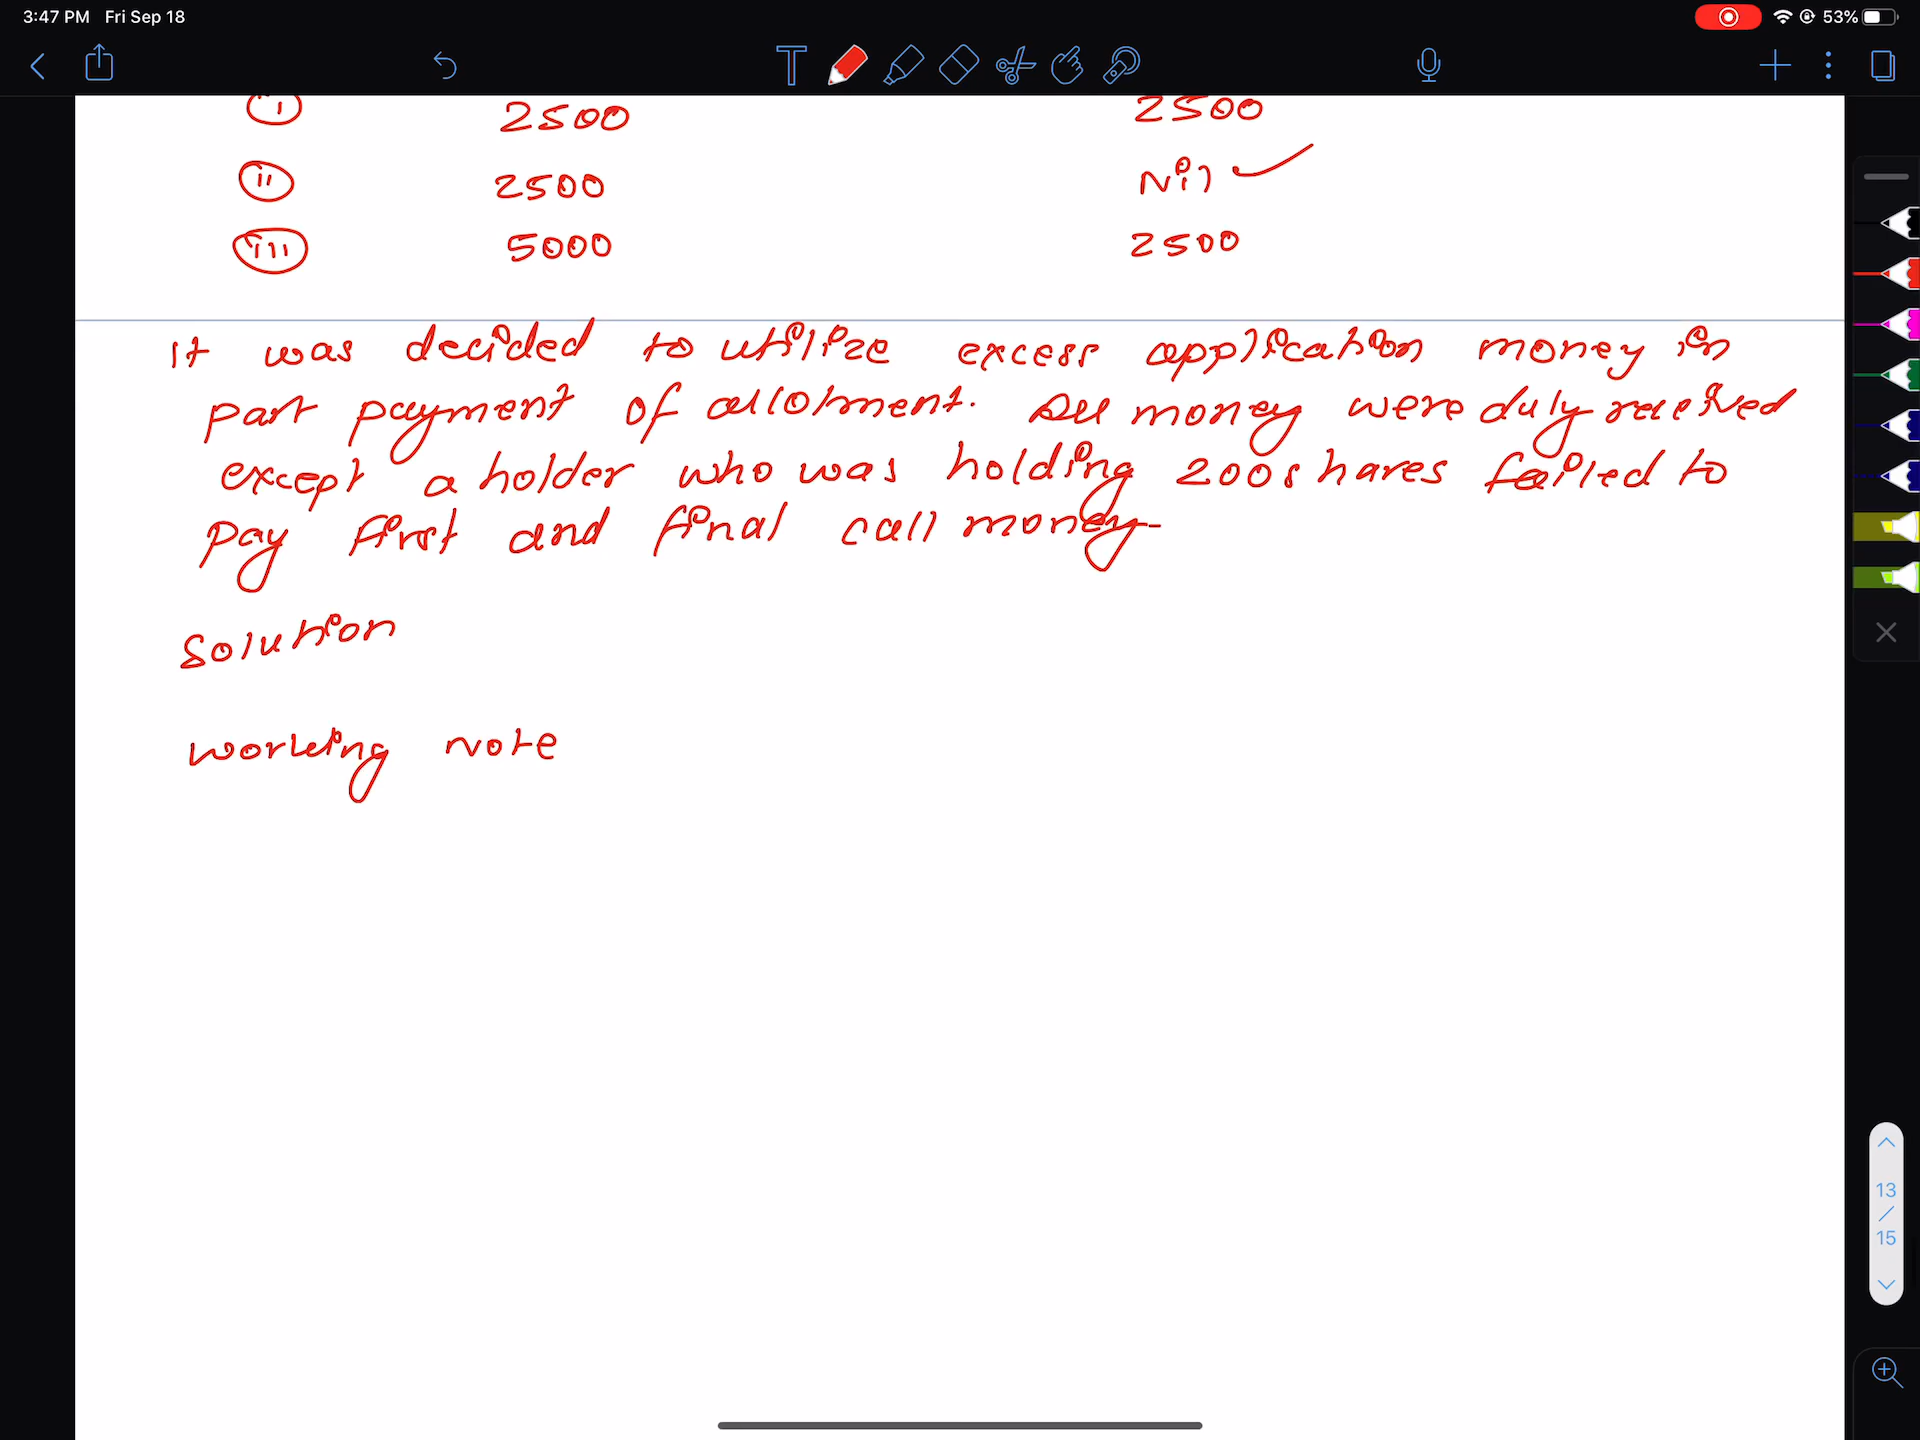 3:47 PM Fri Sep 18 53%
i 2500 2500
ii 2500 Nil
iii 5000 2500
It was decided to utilize excess application money in
part payment of allotment. All money were duly received
except a holder who was holding 200 shares failed to
pay first and final call money-
Solution
Working note
13
/
15